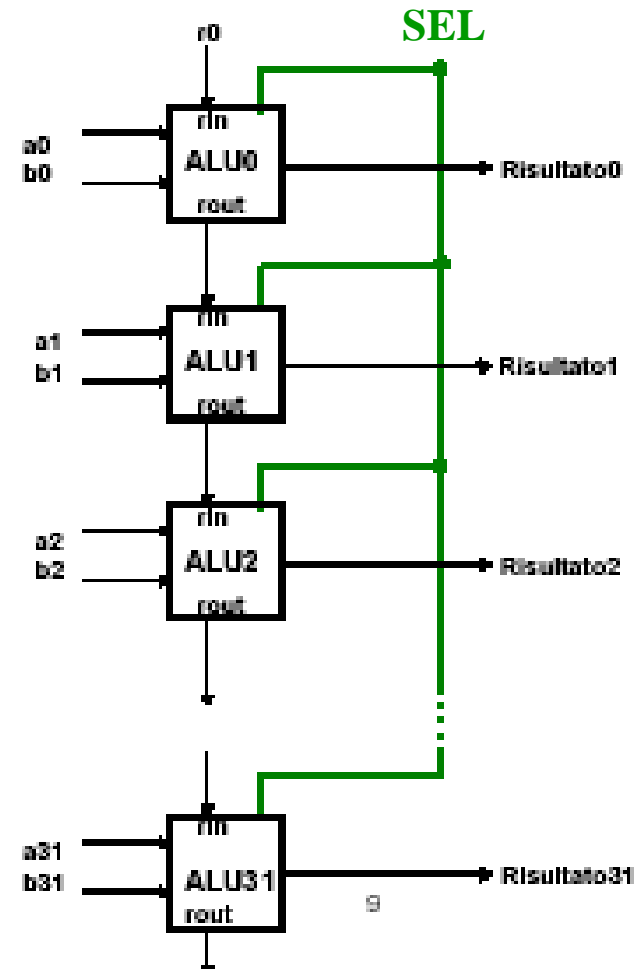 r0
SEL
rin
a0
ALU0
Risultato0
b0
rout
rin
a1
ALU1
Risultato1
b1
rout
rin
a2
ALU2
Risultato2
b2
rout
rin
a31
ALU31
Risultato31
b31
rout
9